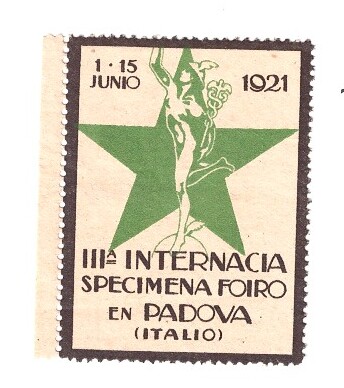 1 · 15 JUNIO 1921
IIIA INTERNACIA
SPECIMENA FOIRO
EN PADOVA
(ITALIO)